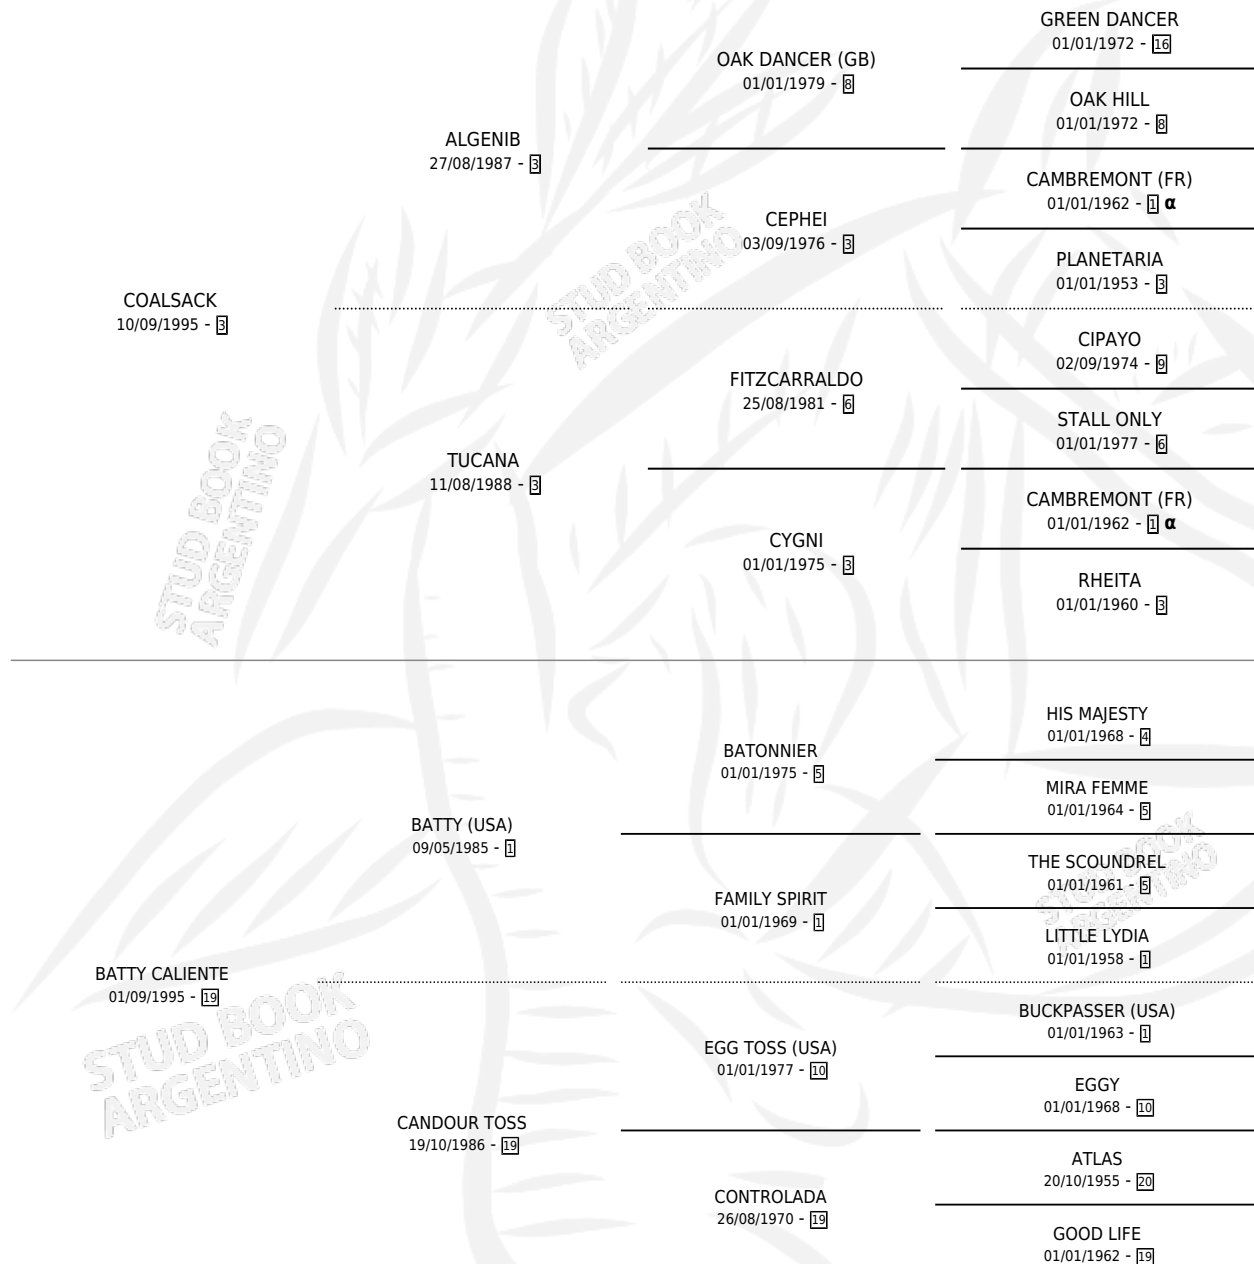 GREEN DANCER
01/01/1972 - 16
OAK DANCER (GB)
01/01/1979 - 8
OAK HILL
01/01/1972 - 8
ALGENIB
27/08/1987 - 3
CAMBREMONT (FR)
01/01/1962 - 1 α
CEPHEI
03/09/1976 - 3
PLANETARIA
01/01/1953 - 3
STUD BOOK
ARGENTINO
COALSACK
10/09/1995 - 3
CIPAYO
02/09/1974 - 9
FITZCARRALDO
25/08/1981 - 6
STALL ONLY
01/01/1977 - 6
TUCANA
11/08/1988 - 3
CAMBREMONT (FR)
01/01/1962 - 1 α
CYGNI
01/01/1975 - 3
RHEITA
01/01/1960 - 3
STUD BOOK
ARGENTINO
HIS MAJESTY
01/01/1968 - 4
BATONNIER
01/01/1975 - 5
MIRA FEMME
01/01/1964 - 5
BATTY (USA)
09/05/1985 - 1
THE SCOUNDREL
01/01/1961 - 5
FAMILY SPIRIT
01/01/1969 - 1
LITTLE LYDIA
01/01/1958 - 1
STUD BOOK
ARGENTINO
BATTY CALIENTE
01/09/1995 - 19
BUCKPASSER (USA)
01/01/1963 - 1
EGG TOSS (USA)
01/01/1977 - 10
EGGY
01/01/1968 - 10
STUD BOOK
ARGENTINO
CANDOUR TOSS
19/10/1986 - 19
ATLAS
20/10/1955 - 20
CONTROLADA
26/08/1970 - 19
GOOD LIFE
01/01/1962 - 19